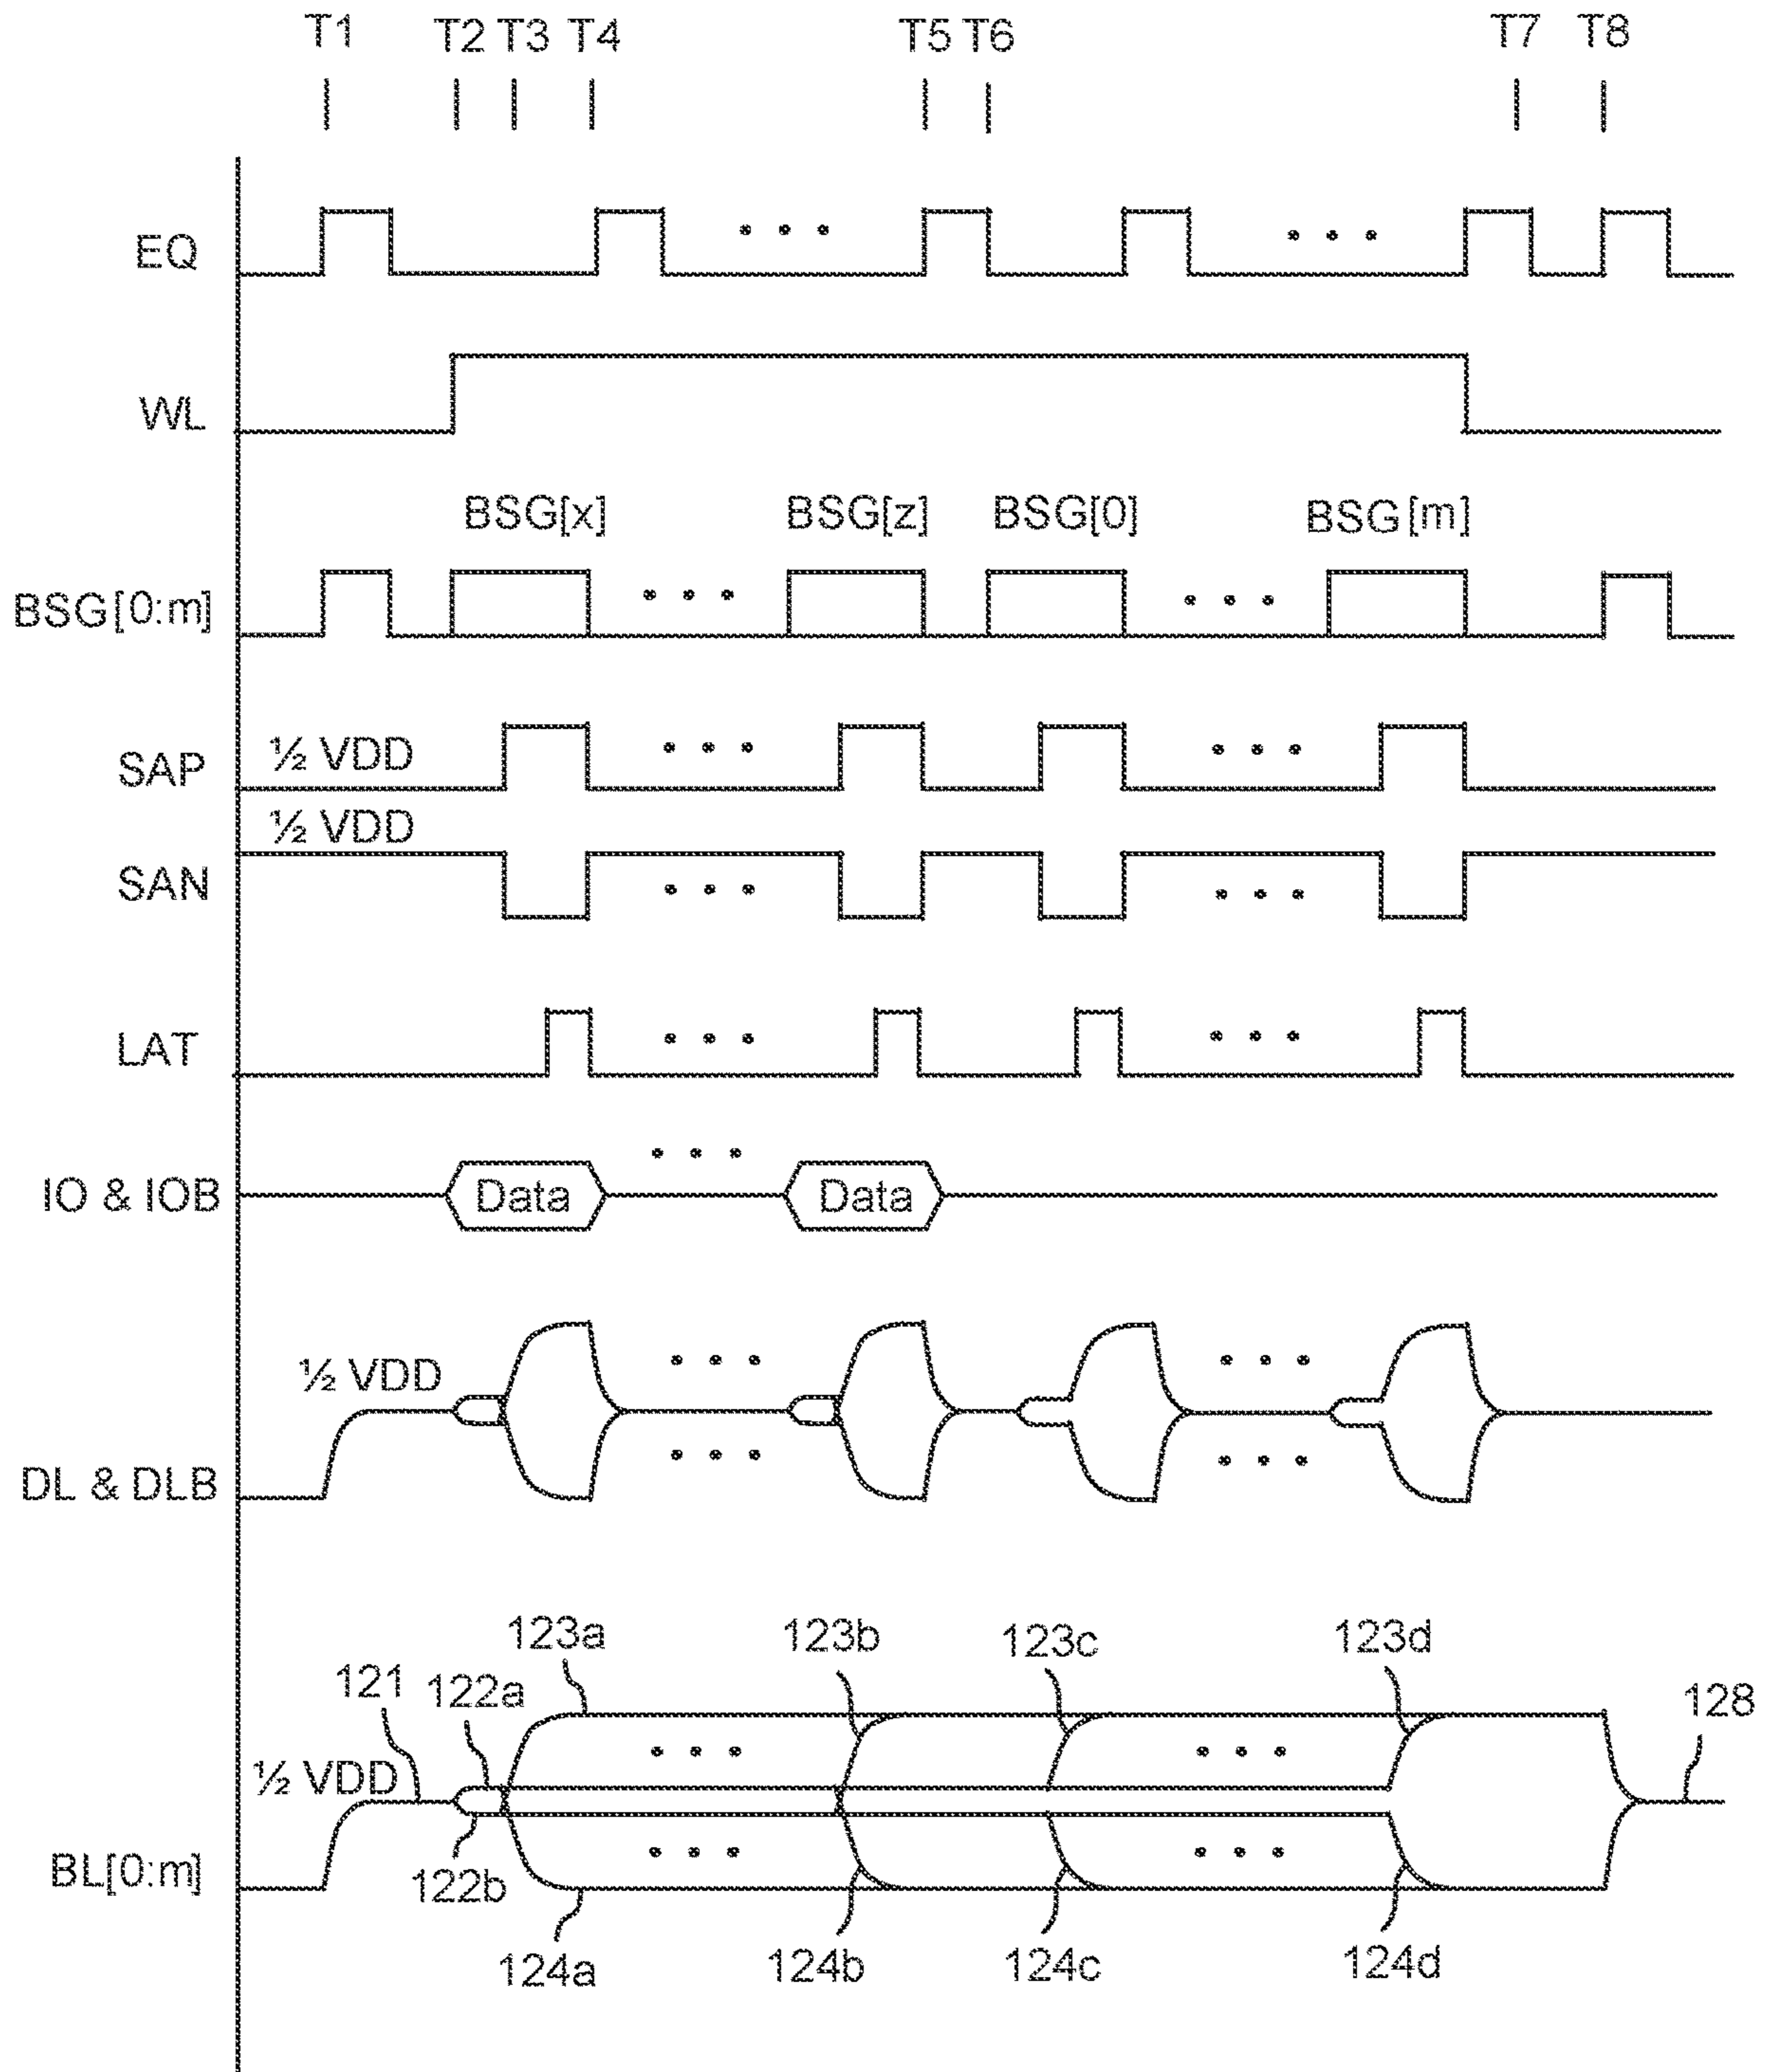 T1 T2 T3 T4 T5 T6 T7 T8
EQ
WL
BSG[x] BSG[z] BSG[0] BSG[m]
BSG[0:m]
½ VDD
SAP
½ VDD
SAN
LAT
IO & IOB Data Data
½ VDD
DL & DLB
123a 123b 123c 123d
121 122a 128
½ VDD
BL[0:m] 122b
124a 124b 124c 124d